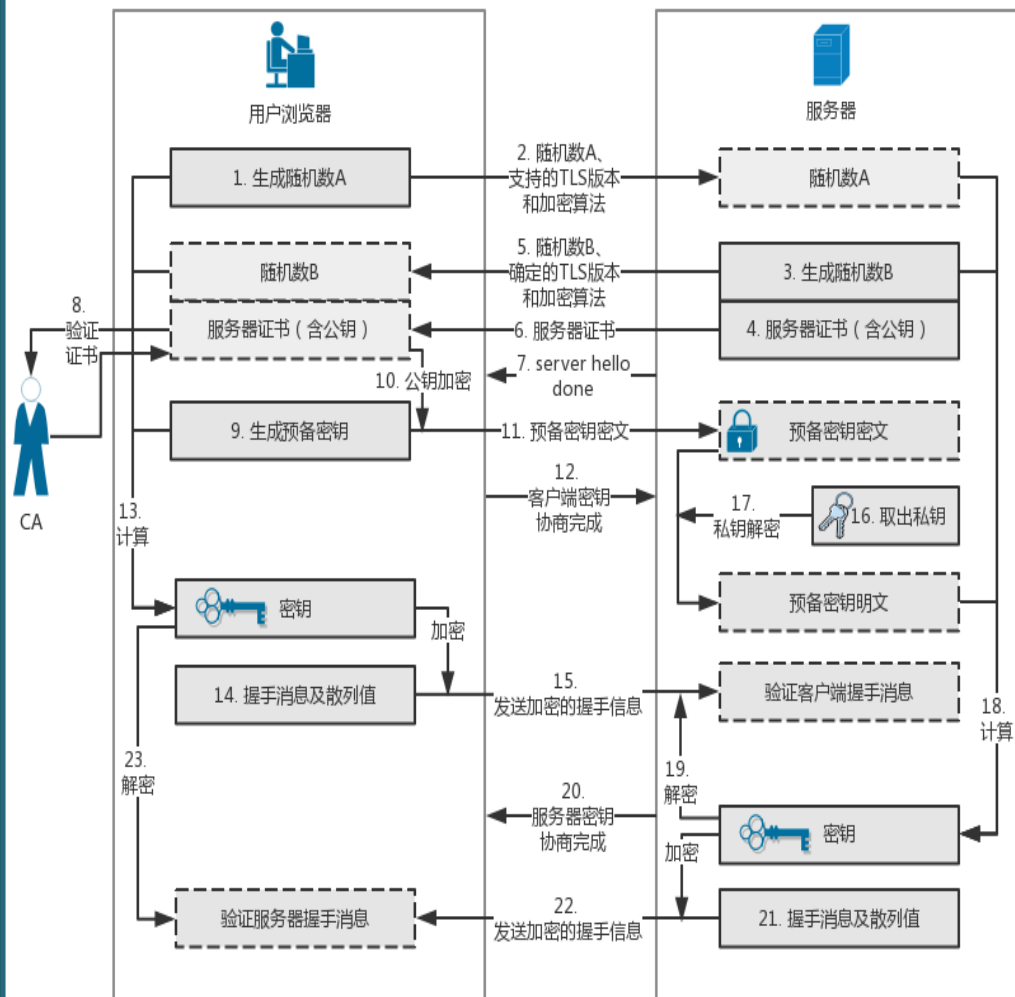 用户浏览器
服务器
1. 生成随机数A
2. 随机数A、
支持的TLS版本
和加密算法
随机数A
随机数B
5. 随机数B、
确定的TLS版本
和加密算法
3. 生成随机数B
8.
验证
证书
服务器证书（含公钥）
6. 服务器证书
4. 服务器证书（含公钥）
10. 公钥加密
7. server hello
done
CA
9. 生成预备密钥
11. 预备密钥密文
预备密钥密文
12.
客户端密钥
协商完成
13.
计算
17.
私钥解密
16. 取出私钥
密钥
加密
预备密钥明文
14. 握手消息及散列值
15.
发送加密的握手信息
验证客户端握手消息
18.
计算
23.
解密
19.
解密
20.
服务器密钥
协商完成
密钥
加密
验证服务器握手消息
22.
发送加密的握手信息
21. 握手消息及散列值